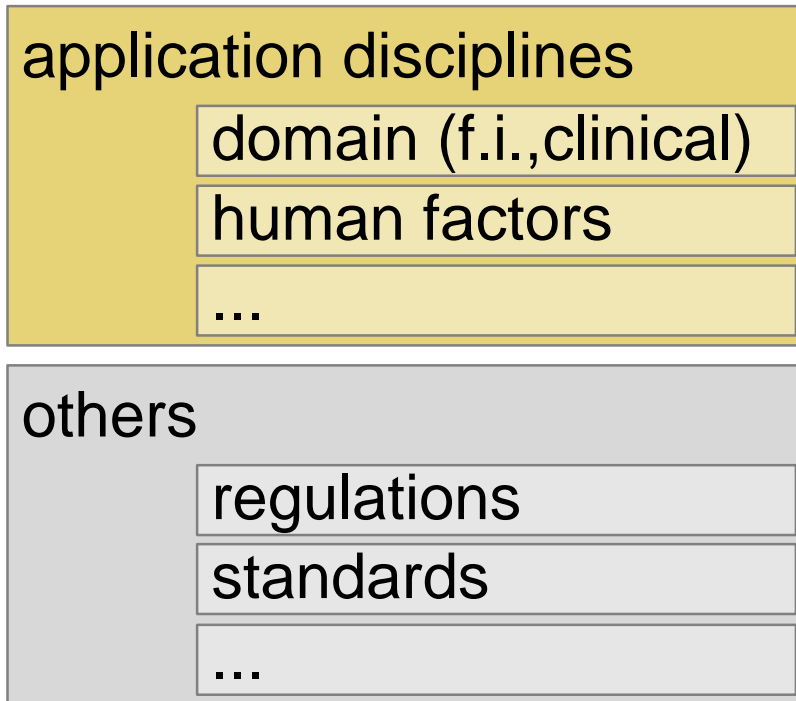 application disciplines
domain (f.i.,clinical)
human factors
...
others
regulations
standards
...